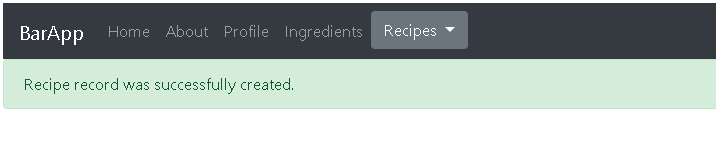 BarApp Home About Profile Ingredients Recipes
Recipe record was successfully created.